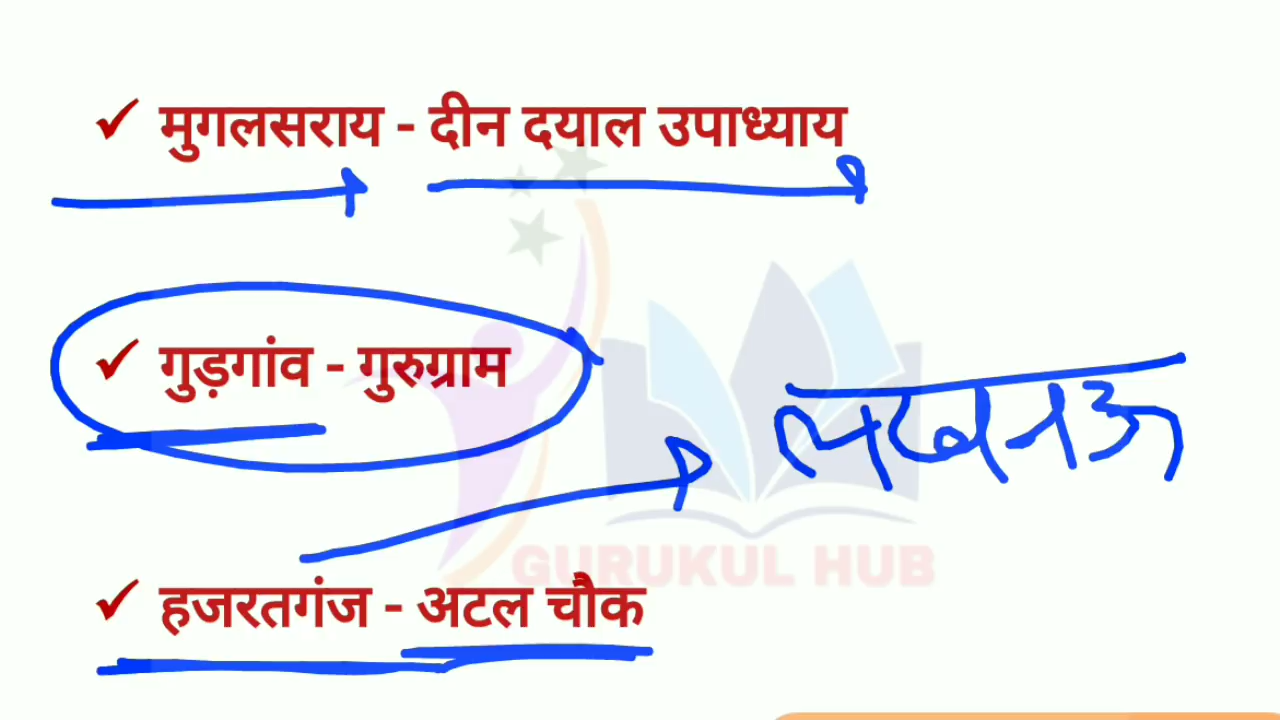 ✓ मुगलसराय - दीन दयाल उपाध्याय
✓ गुड़गांव - गुरुग्राम
लखनऊ
GURUKUL HUB
✓ हजरतगंज - अटल चौक